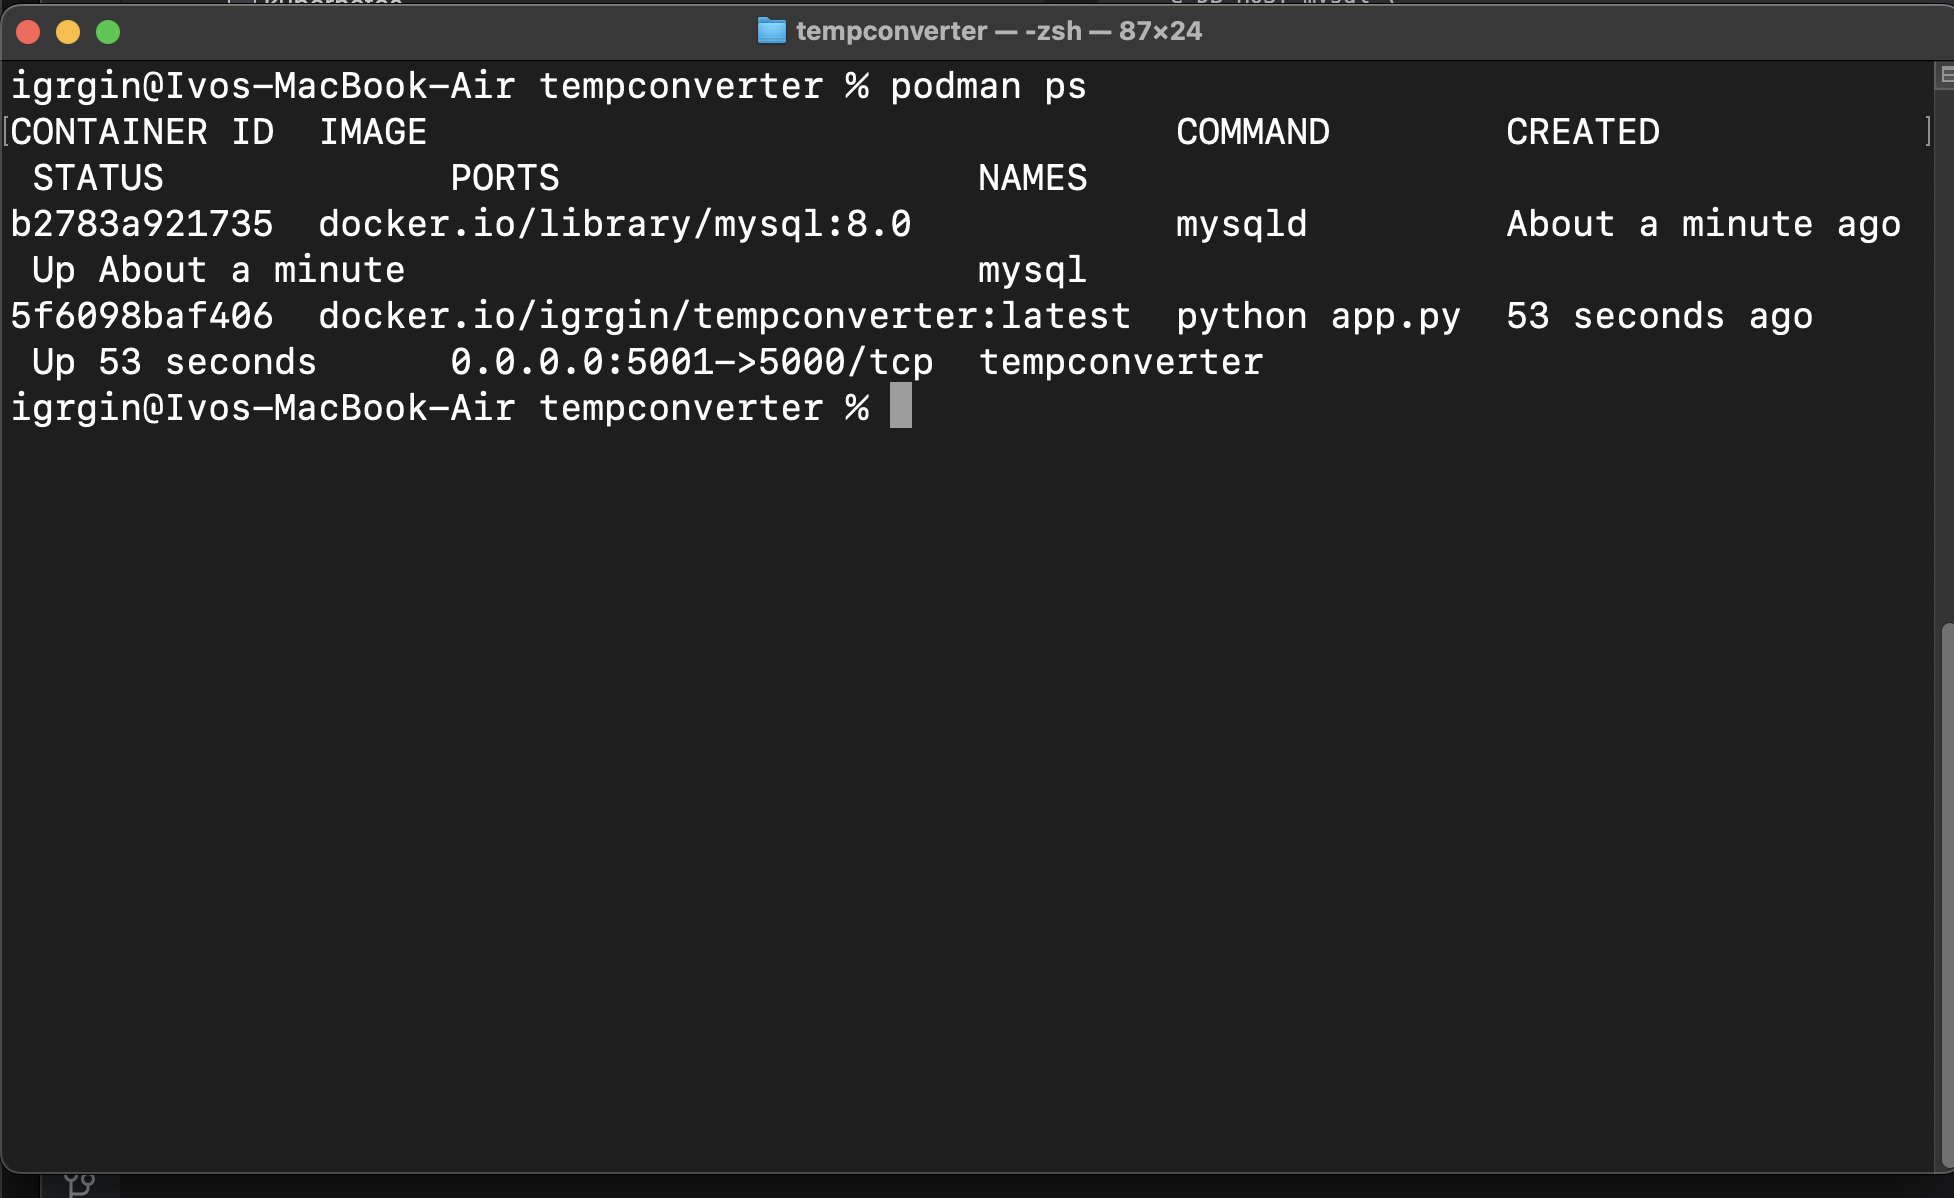 tempconverter — -zsh — 87×24
igrgin@Ivos-MacBook-Air tempconverter % podman ps
[CONTAINER ID  IMAGE                                  COMMAND        CREATED            ]
 STATUS             PORTS                   NAMES
b2783a921735  docker.io/library/mysql:8.0            mysqld         About a minute ago
 Up About a minute                          mysql
5f6098baf406  docker.io/igrgin/tempconverter:latest  python app.py  53 seconds ago
 Up 53 seconds      0.0.0.0:5001->5000/tcp  tempconverter
igrgin@Ivos-MacBook-Air tempconverter %